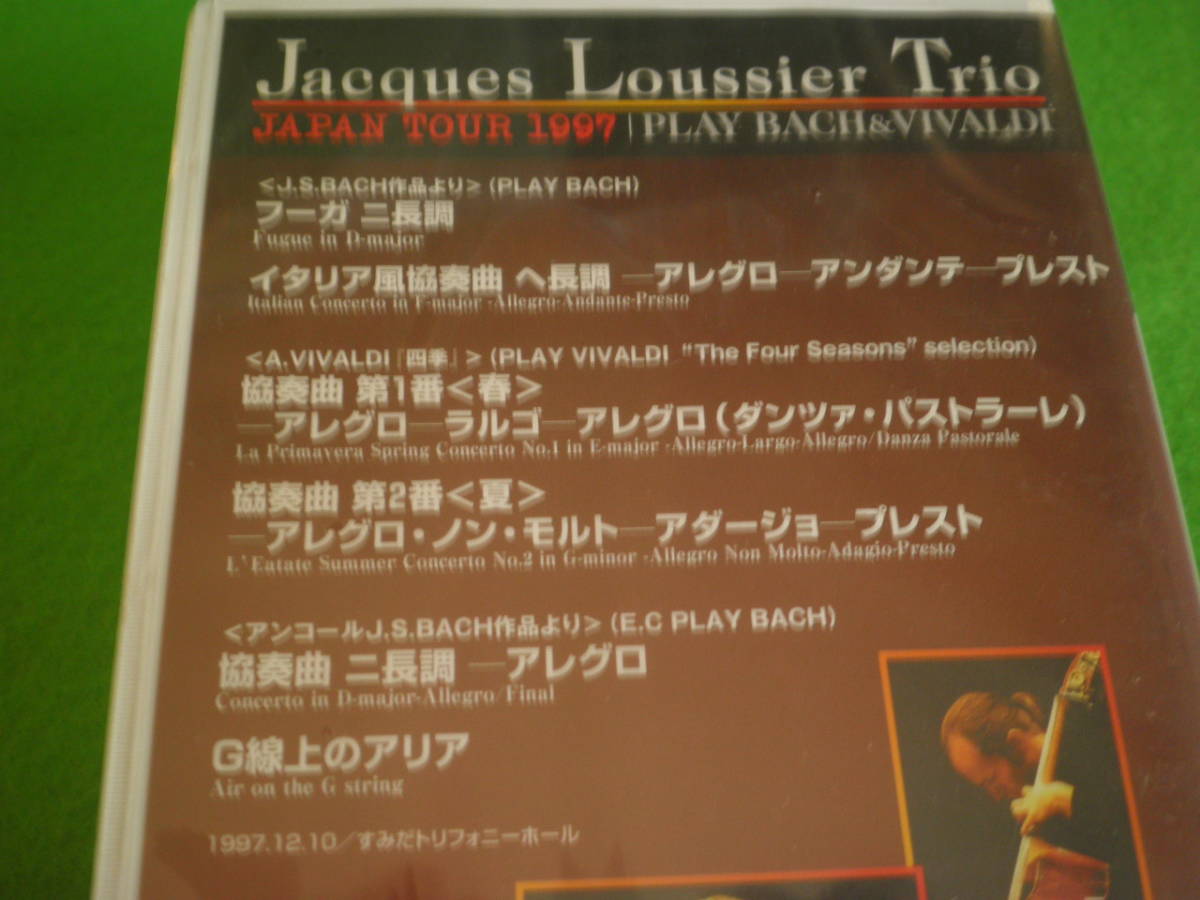 Jacques Loussier Trio
JAPAN TOUR 1997 | PLAY BACH&VIVALDI
<J.S.BACH作品より>(PLAY BACH)
フーガ ニ長調
Fugue in D-major
イタリア風協奏曲 ヘ長調 —アレグロ—アンダンテ—プレスト
Italian Concerto in F-major -Allegro-Andante-Presto
<A.VIVALDI『四季』>(PLAY VIVALDI “The Four Seasons” selection)
協奏曲 第1番<春>
—アレグロ—ラルゴ—アレグロ(ダンツァ・パストラーレ)
La Primavera Spring Concerto No.1 in E-major -Allegro-Largo-Allegro/Danza Pastorale
協奏曲 第2番<夏>
—アレグロ・ノン・モルト—アダージョ—プレスト
L'Eatate Summer Concerto No.2 in G-minor -Allegro Non Molto-Adagio-Presto
<アンコールJ.S.BACH作品より>(E.C PLAY BACH)
協奏曲 ニ長調 —アレグロ
Concerto in D-major-Allegro/Final
G線上のアリア
Air on the G string
1997.12.10/すみだトリフォニーホール